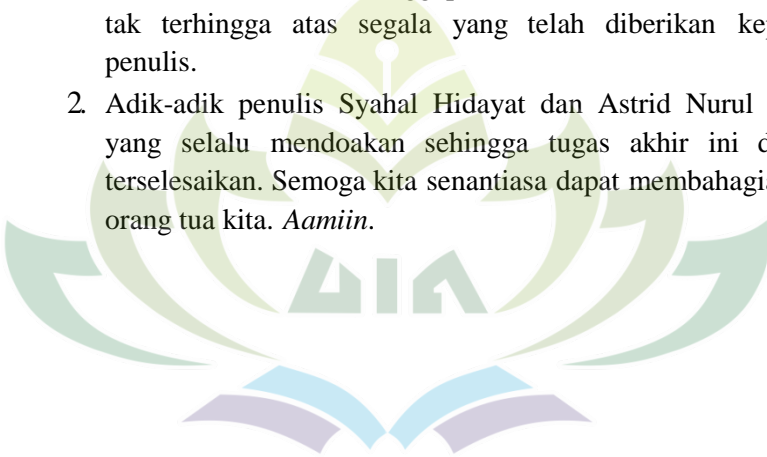 tak terhingga atas segala yang telah diberikan
penulis.
2. Adik-adik penulis Syahal Hidayat dan Astrid Nurul
yang selalu mendoakan sehingga tugas akhir ini
terselesaikan. Semoga kita senantiasa dapat
orang tua kita. Aamiin.
UIN